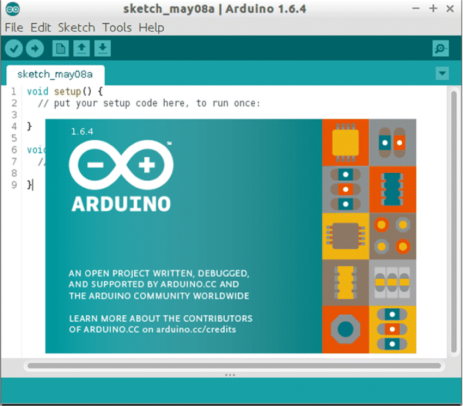 sketch_may08a | Arduino 1.6.4
File Edit Sketch Tools Help
sketch_may08a
1 void setup() {
2 // put your setup code here, to run once:
3
4 }
5
6 voi
7 //
8
9 }
1.6.4
TM
ARDUINO
AN OPEN PROJECT WRITTEN, DEBUGGED,
AND SUPPORTED BY ARDUINO.CC AND
THE ARDUINO COMMUNITY WORLDWIDE
LEARN MORE ABOUT THE CONTRIBUTORS
OF ARDUINO.CC on arduino.cc/credits